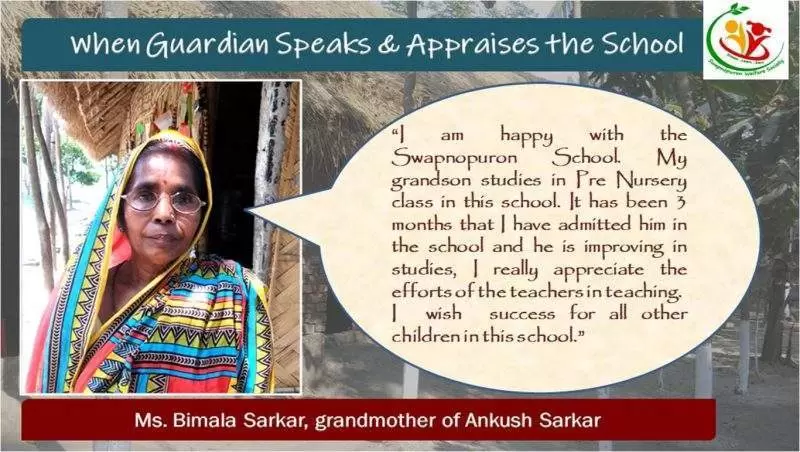 When Guardian Speaks & Appraises the School
Swapnopuron Welfare Society
"I am happy with the
Swapnopuron School. My
grandson studies in Pre Nursery
class in this school. It has been 3
months that I have admitted him in
the school and he is improving in
studies, I really appreciate the
efforts of the teachers in teaching.
I wish success for all other
children in this school."
Ms. Bimala Sarkar, grandmother of Ankush Sarkar